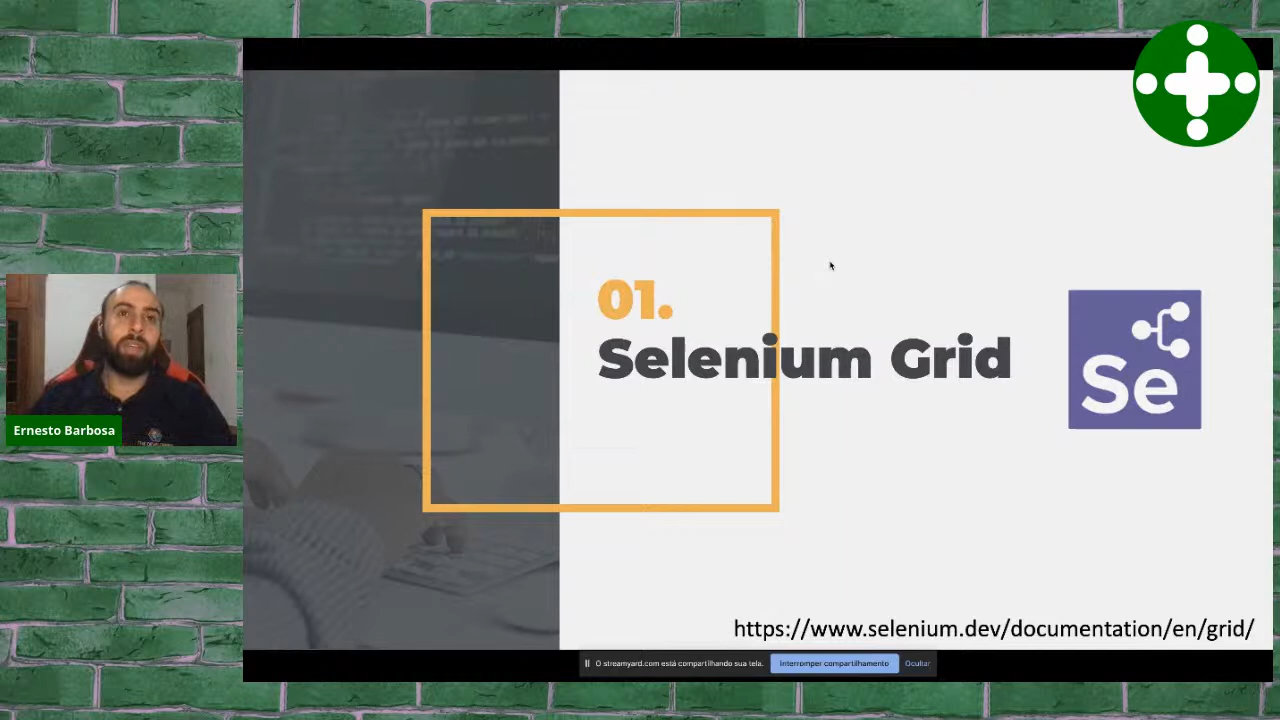 01.
Selenium Grid
Se
Ernesto Barbosa
https://www.selenium.dev/documentation/en/grid/
O streamyard.com está compartilhando sua tela.
Interromper compartilhamento
Ocultar